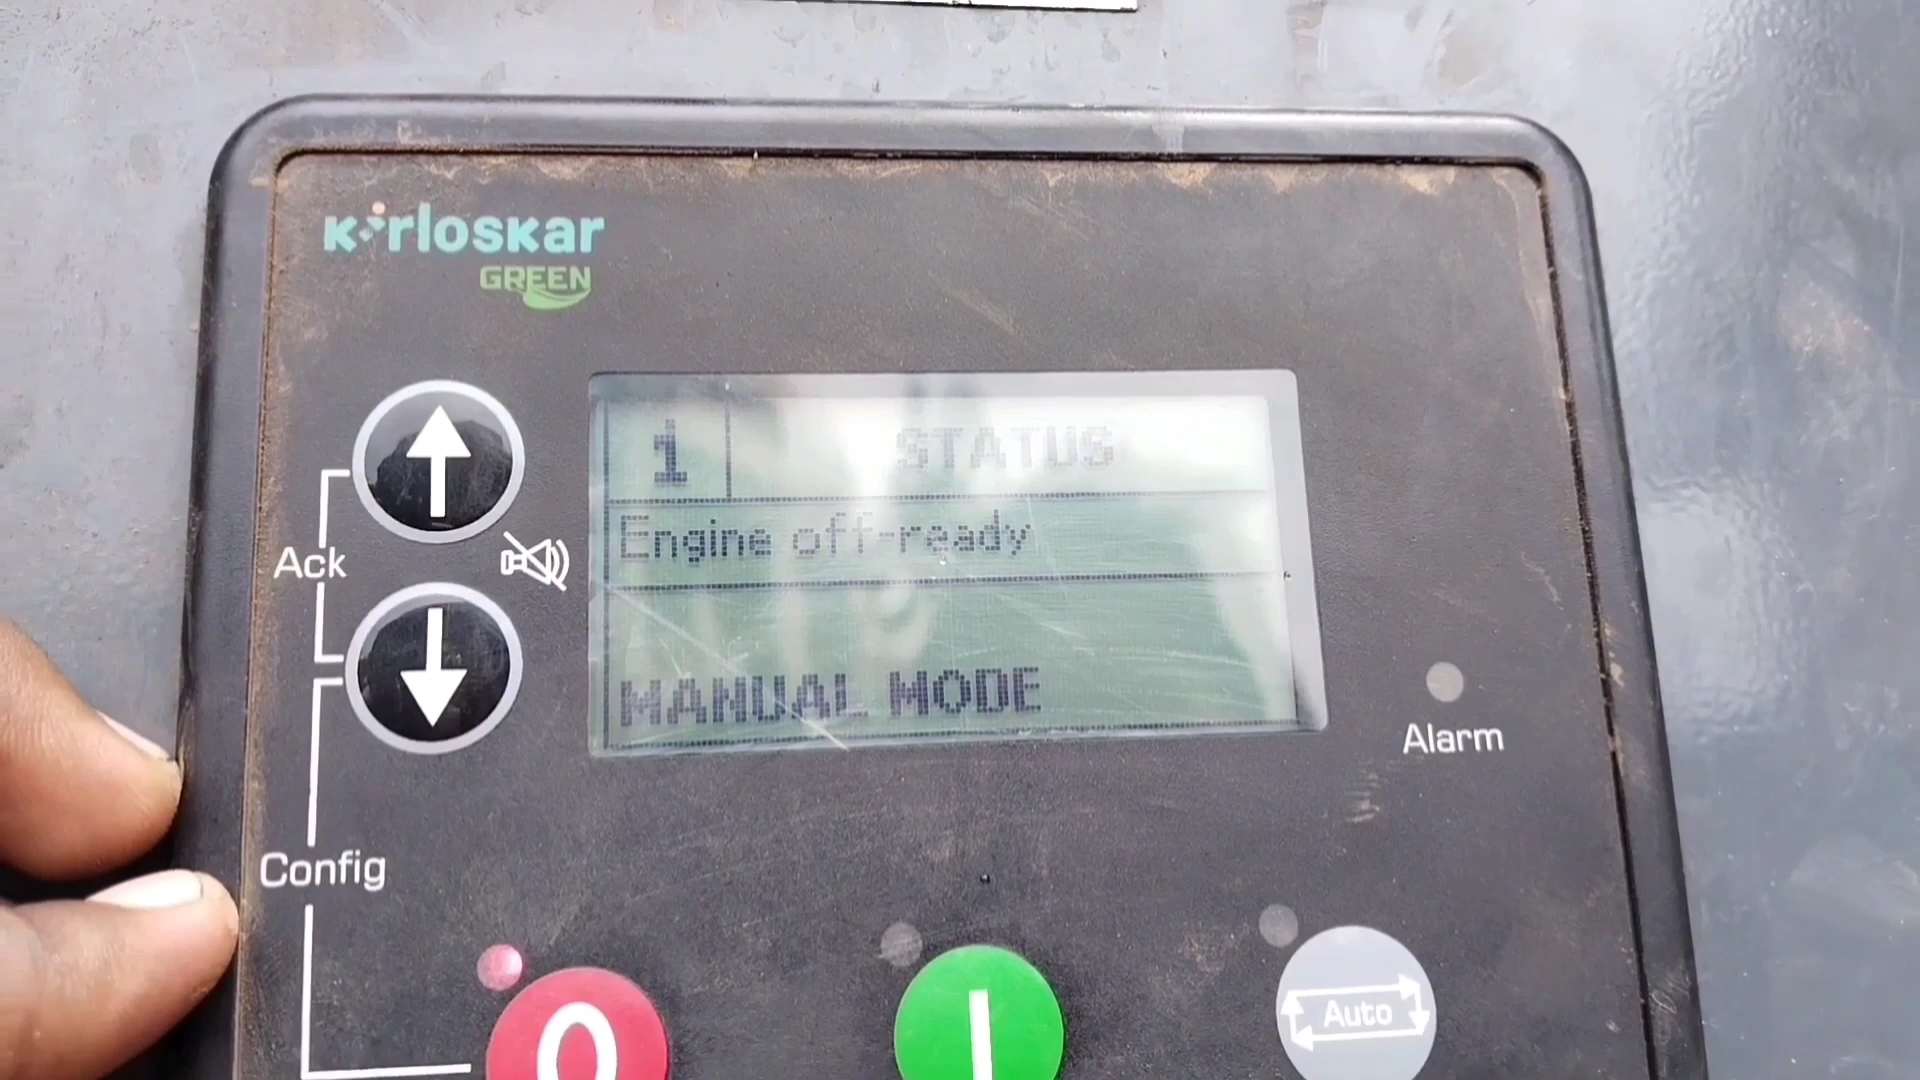 kirloskar
GREEN
1 STATUS
Engine off-ready
MANUAL MODE
Ack
Alarm
Config
O
I
Auto